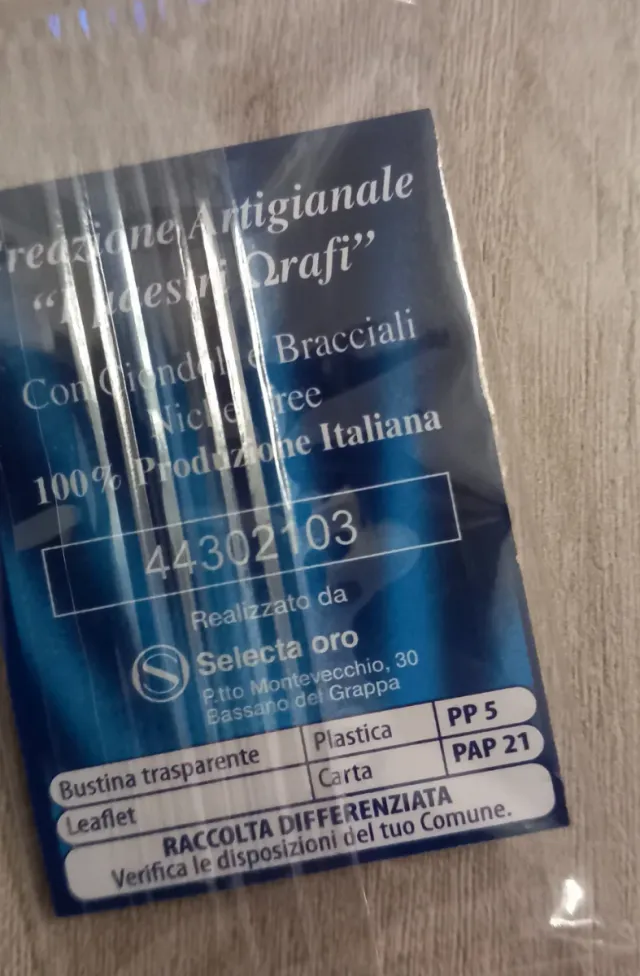 Creazione Artigianale
“I Maestri Ωrafi”
Con Ciondoli e Bracciali
Nichel Free
100% Produzione Italiana
44302103
Realizzato da
S Selecta oro
P.tto Montevecchio, 30
Bassano del Grappa
Bustina trasparente Plastica PP 5
Leaflet Carta PAP 21
RACCOLTA DIFFERENZIATA
Verifica le disposizioni del tuo Comune.